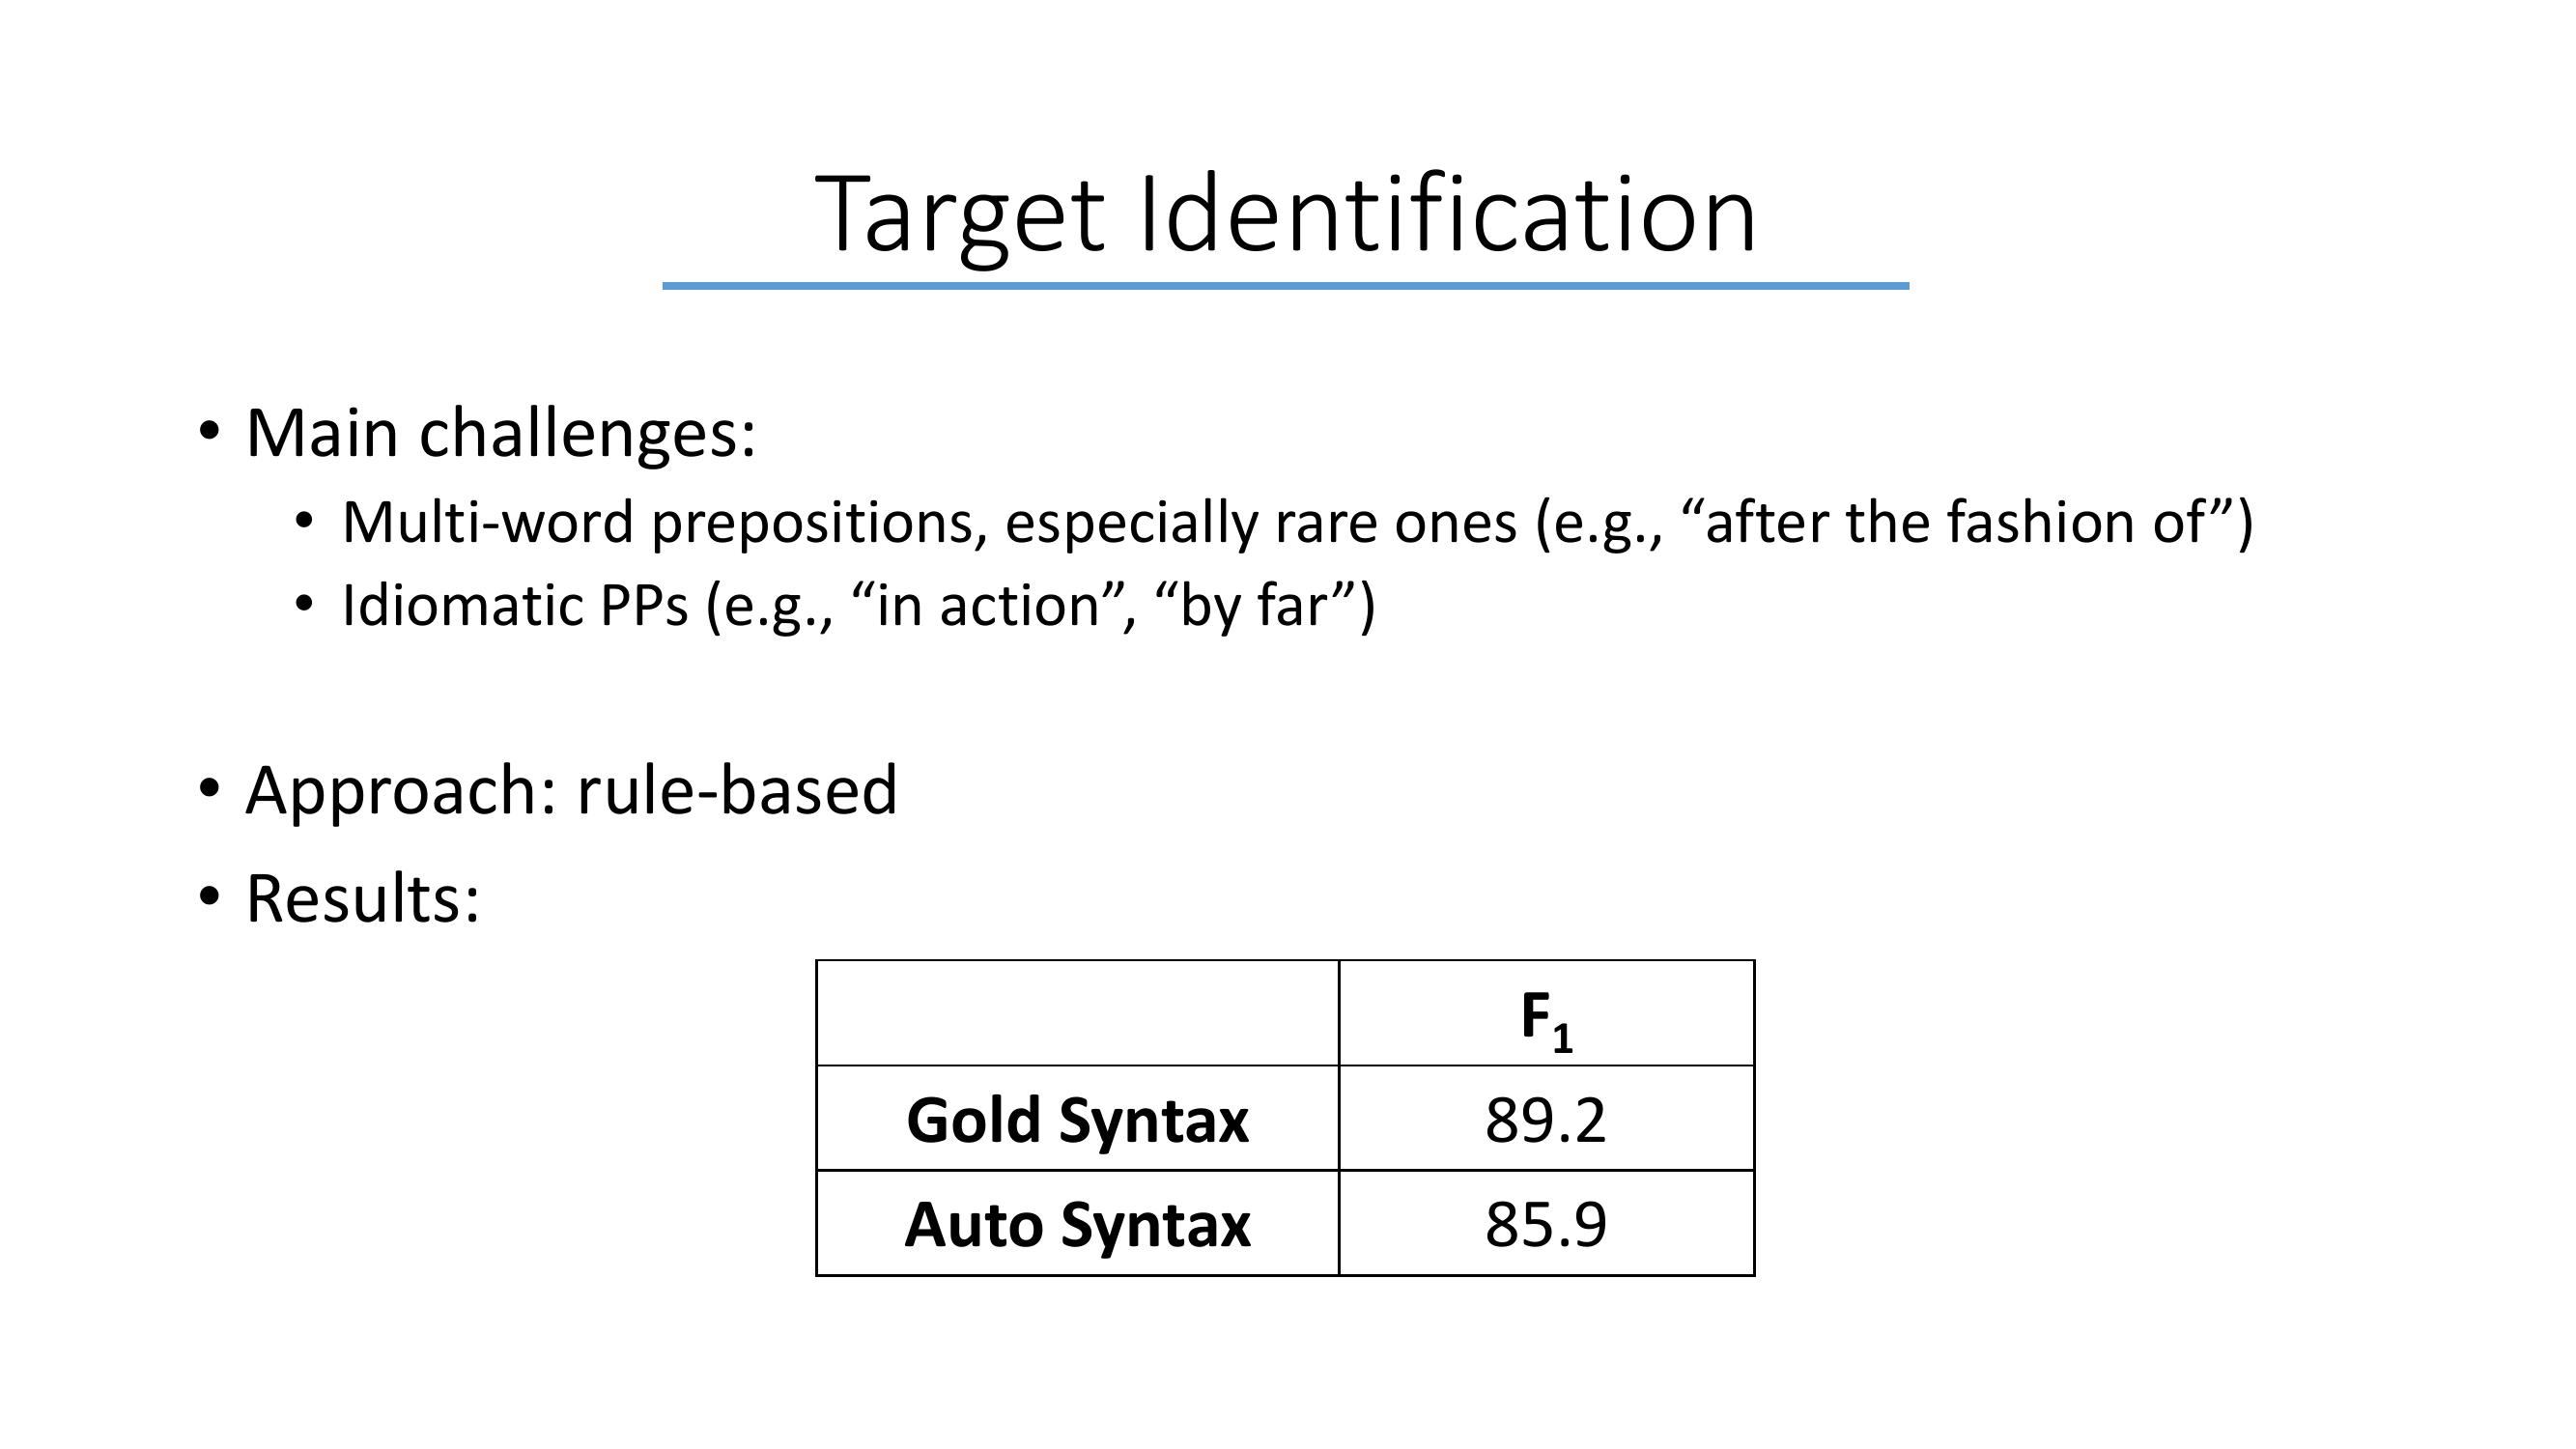 Target Identification
• Main challenges:
• Multi-word prepositions, especially rare ones (e.g., “after the fashion of”)
• Idiomatic PPs (e.g., “in action”, “by far”)
• Approach: rule-based
• Results:
F₁
Gold Syntax 89.2
Auto Syntax 85.9